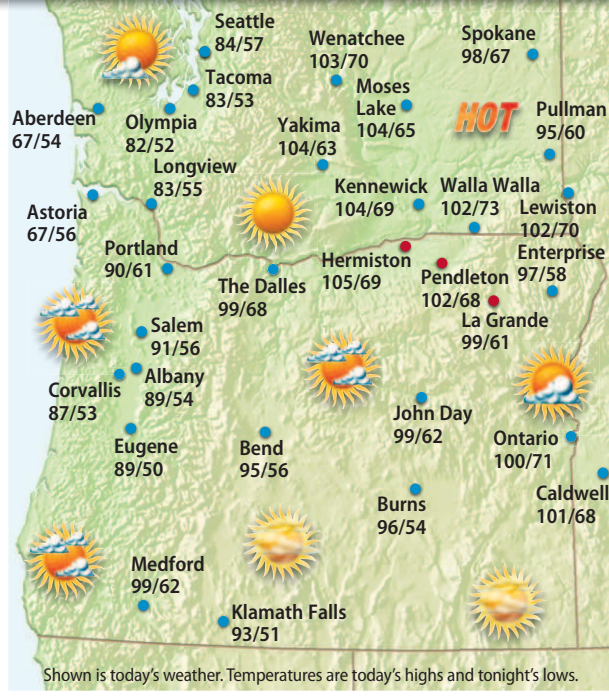 Seattle
84/57
Wenatchee
103/70
Spokane
98/67
Tacoma
83/53
Moses
Lake
104/65
HOT
Pullman
95/60
Aberdeen
67/54
Olympia
82/52
Yakima
104/63
Longview
83/55
Kennewick
104/69
Walla Walla
102/73
Lewiston
102/70
Astoria
67/56
Portland
90/61
The Dalles
99/68
Hermiston
105/69
Pendleton
102/68
Enterprise
97/58
La Grande
99/61
Salem
91/56
Albany
89/54
Corvallis
87/53
John Day
99/62
Eugene
89/50
Bend
95/56
Ontario
100/71
Burns
96/54
Caldwell
101/68
Medford
99/62
Klamath Falls
93/51
Shown is today's weather. Temperatures are today's highs and tonight's lows.